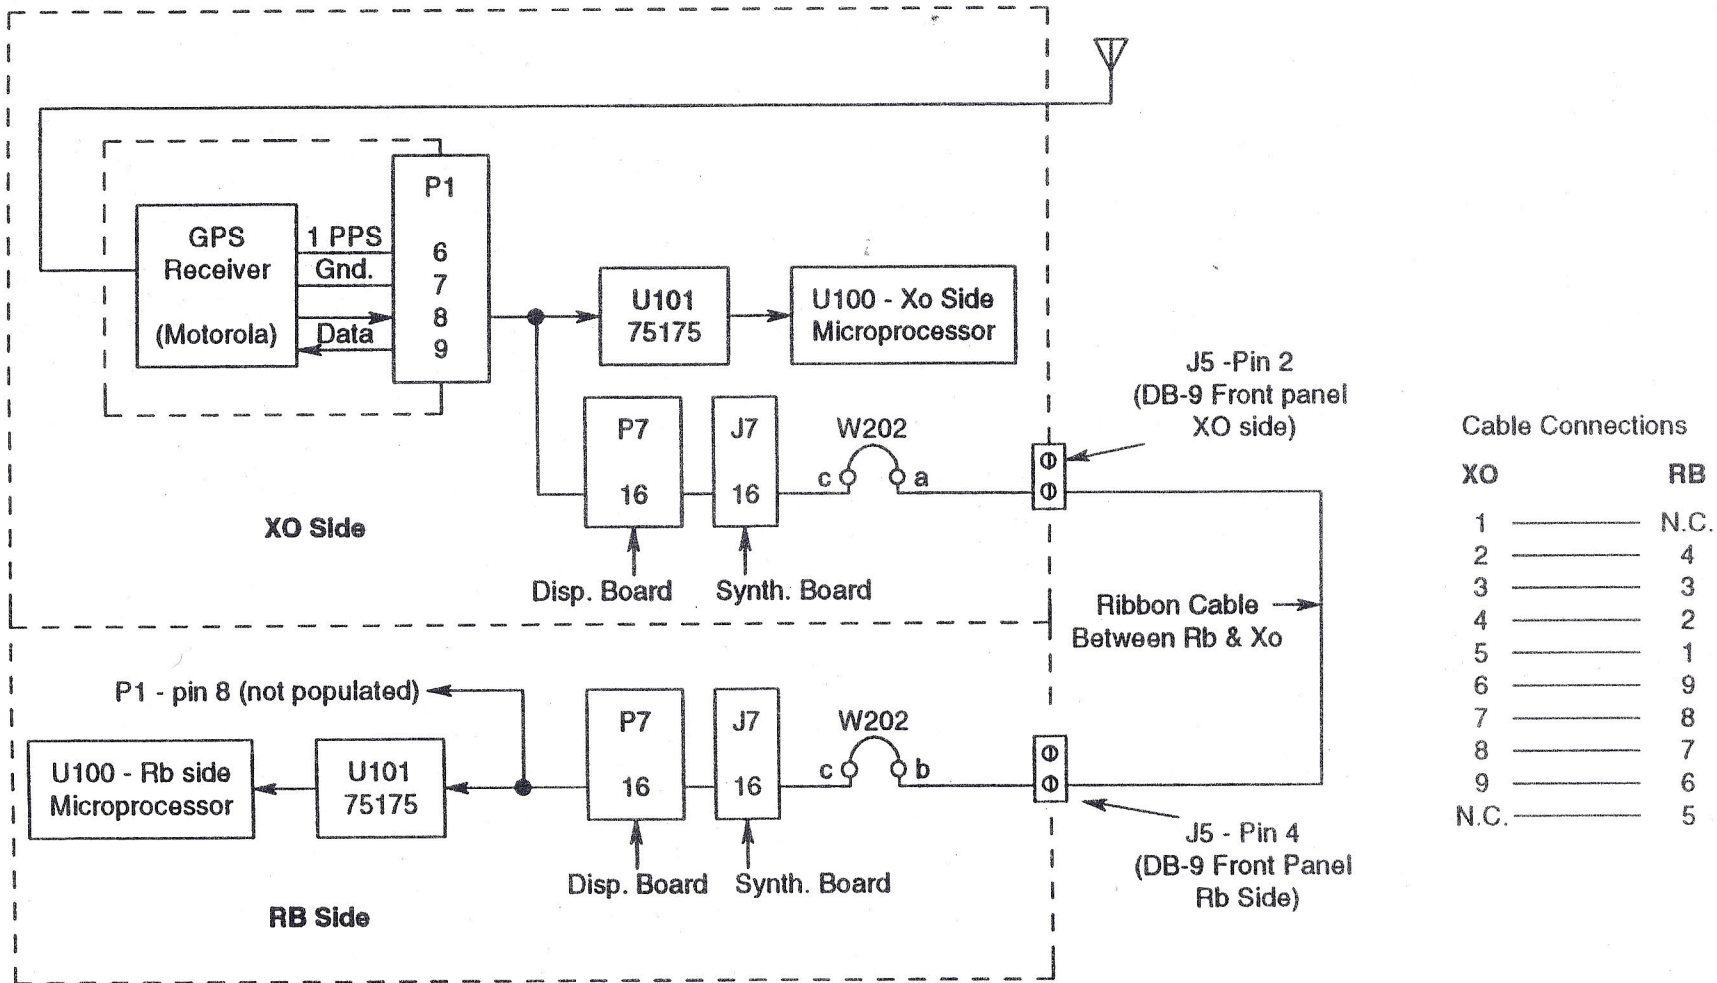 P1
6
7
8
9
GPS
Receiver
(Motorola)
1 PPS
Gnd.
Data
U101
75175
U100 - Xo Side
Microprocessor
J5 -Pin 2
(DB-9 Front panel
XO side)
P7
16
J7
16
W202
c
a
XO Side
Disp. Board
Synth. Board
Ribbon Cable
Between Rb & Xo
P1 - pin 8 (not populated)
U100 - Rb side
Microprocessor
U101
75175
P7
16
J7
16
W202
c
b
Disp. Board
Synth. Board
RB Side
J5 - Pin 4
(DB-9 Front Panel
Rb Side)
Cable Connections
XO RB
1 N.C.
2 4
3 3
4 2
5 1
6 9
7 8
8 7
9 6
N.C. 5